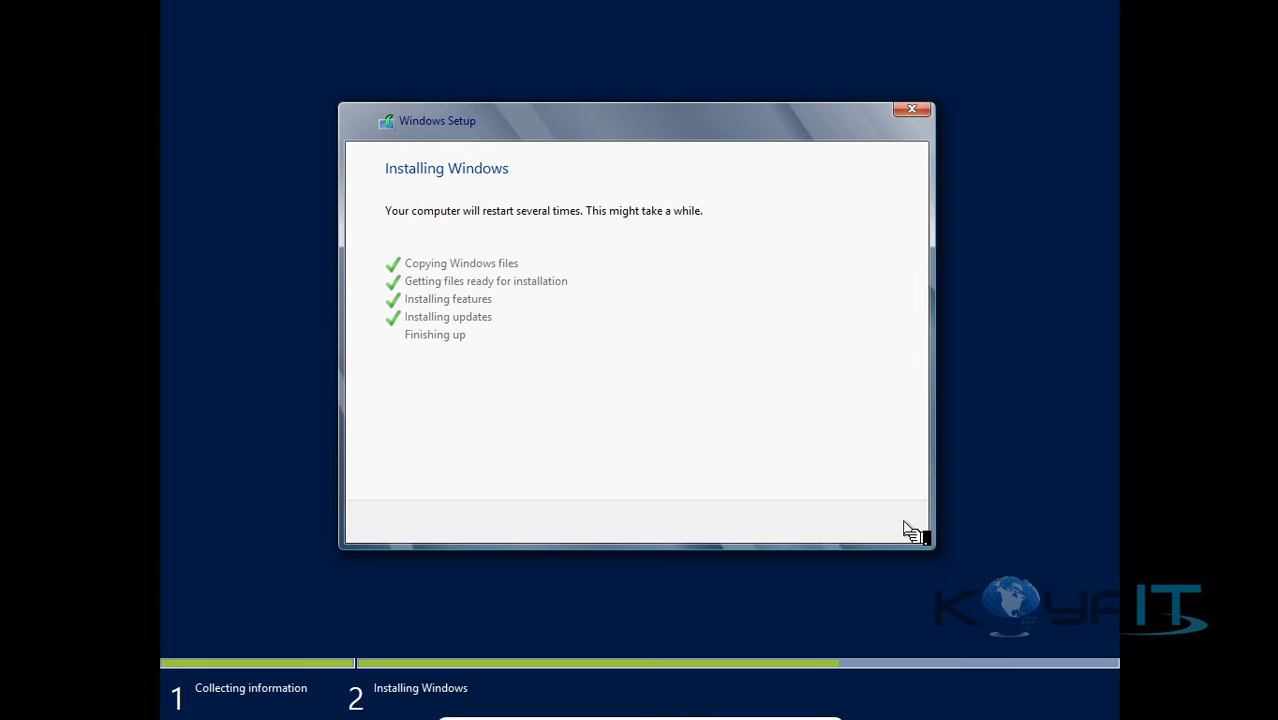 Windows Setup
Installing Windows
Your computer will restart several times. This might take a while.
Copying Windows files
Getting files ready for installation
Installing features
Installing updates
Finishing up
KOYAIT
1 Collecting information
2 Installing Windows